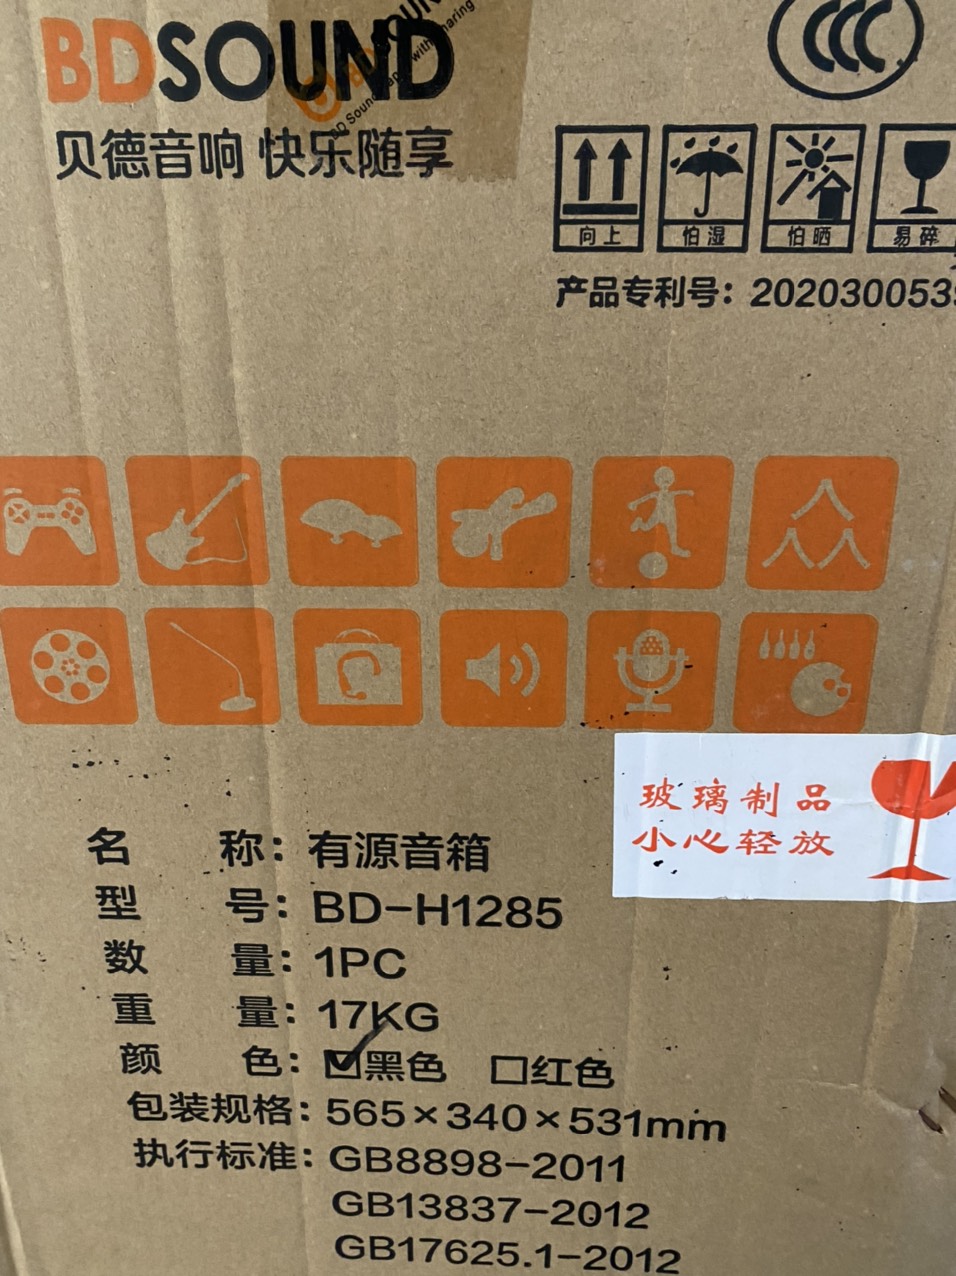 BDSOUND
贝德音响 快乐随享
向上 怕湿 怕晒 易碎
产品专利号：2020300539
玻璃制品
小心轻放
名 称：有源音箱
型 号：BD-H1285
数 量：1PC
重 量：17KG
颜 色：☑黑色 □红色
包装规格：565×340×531mm
执行标准：GB8898-2011
GB13837-2012
GB17625.1-2012